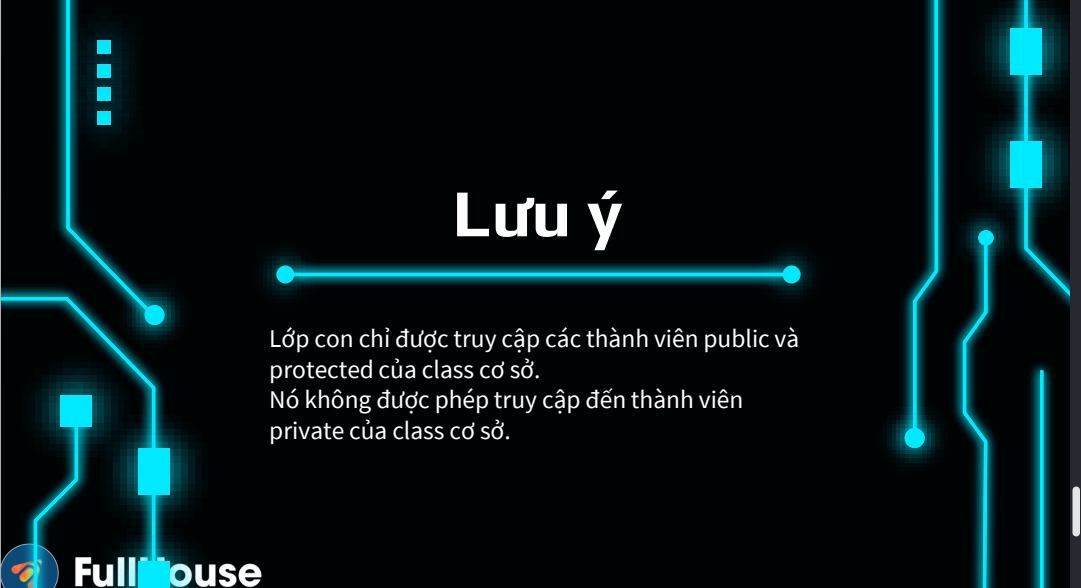 Lưu ý
Lớp con chỉ được truy cập các thành viên public và
protected của class cơ sở.
Nó không được phép truy cập đến thành viên
private của class cơ sở.
FullHouse